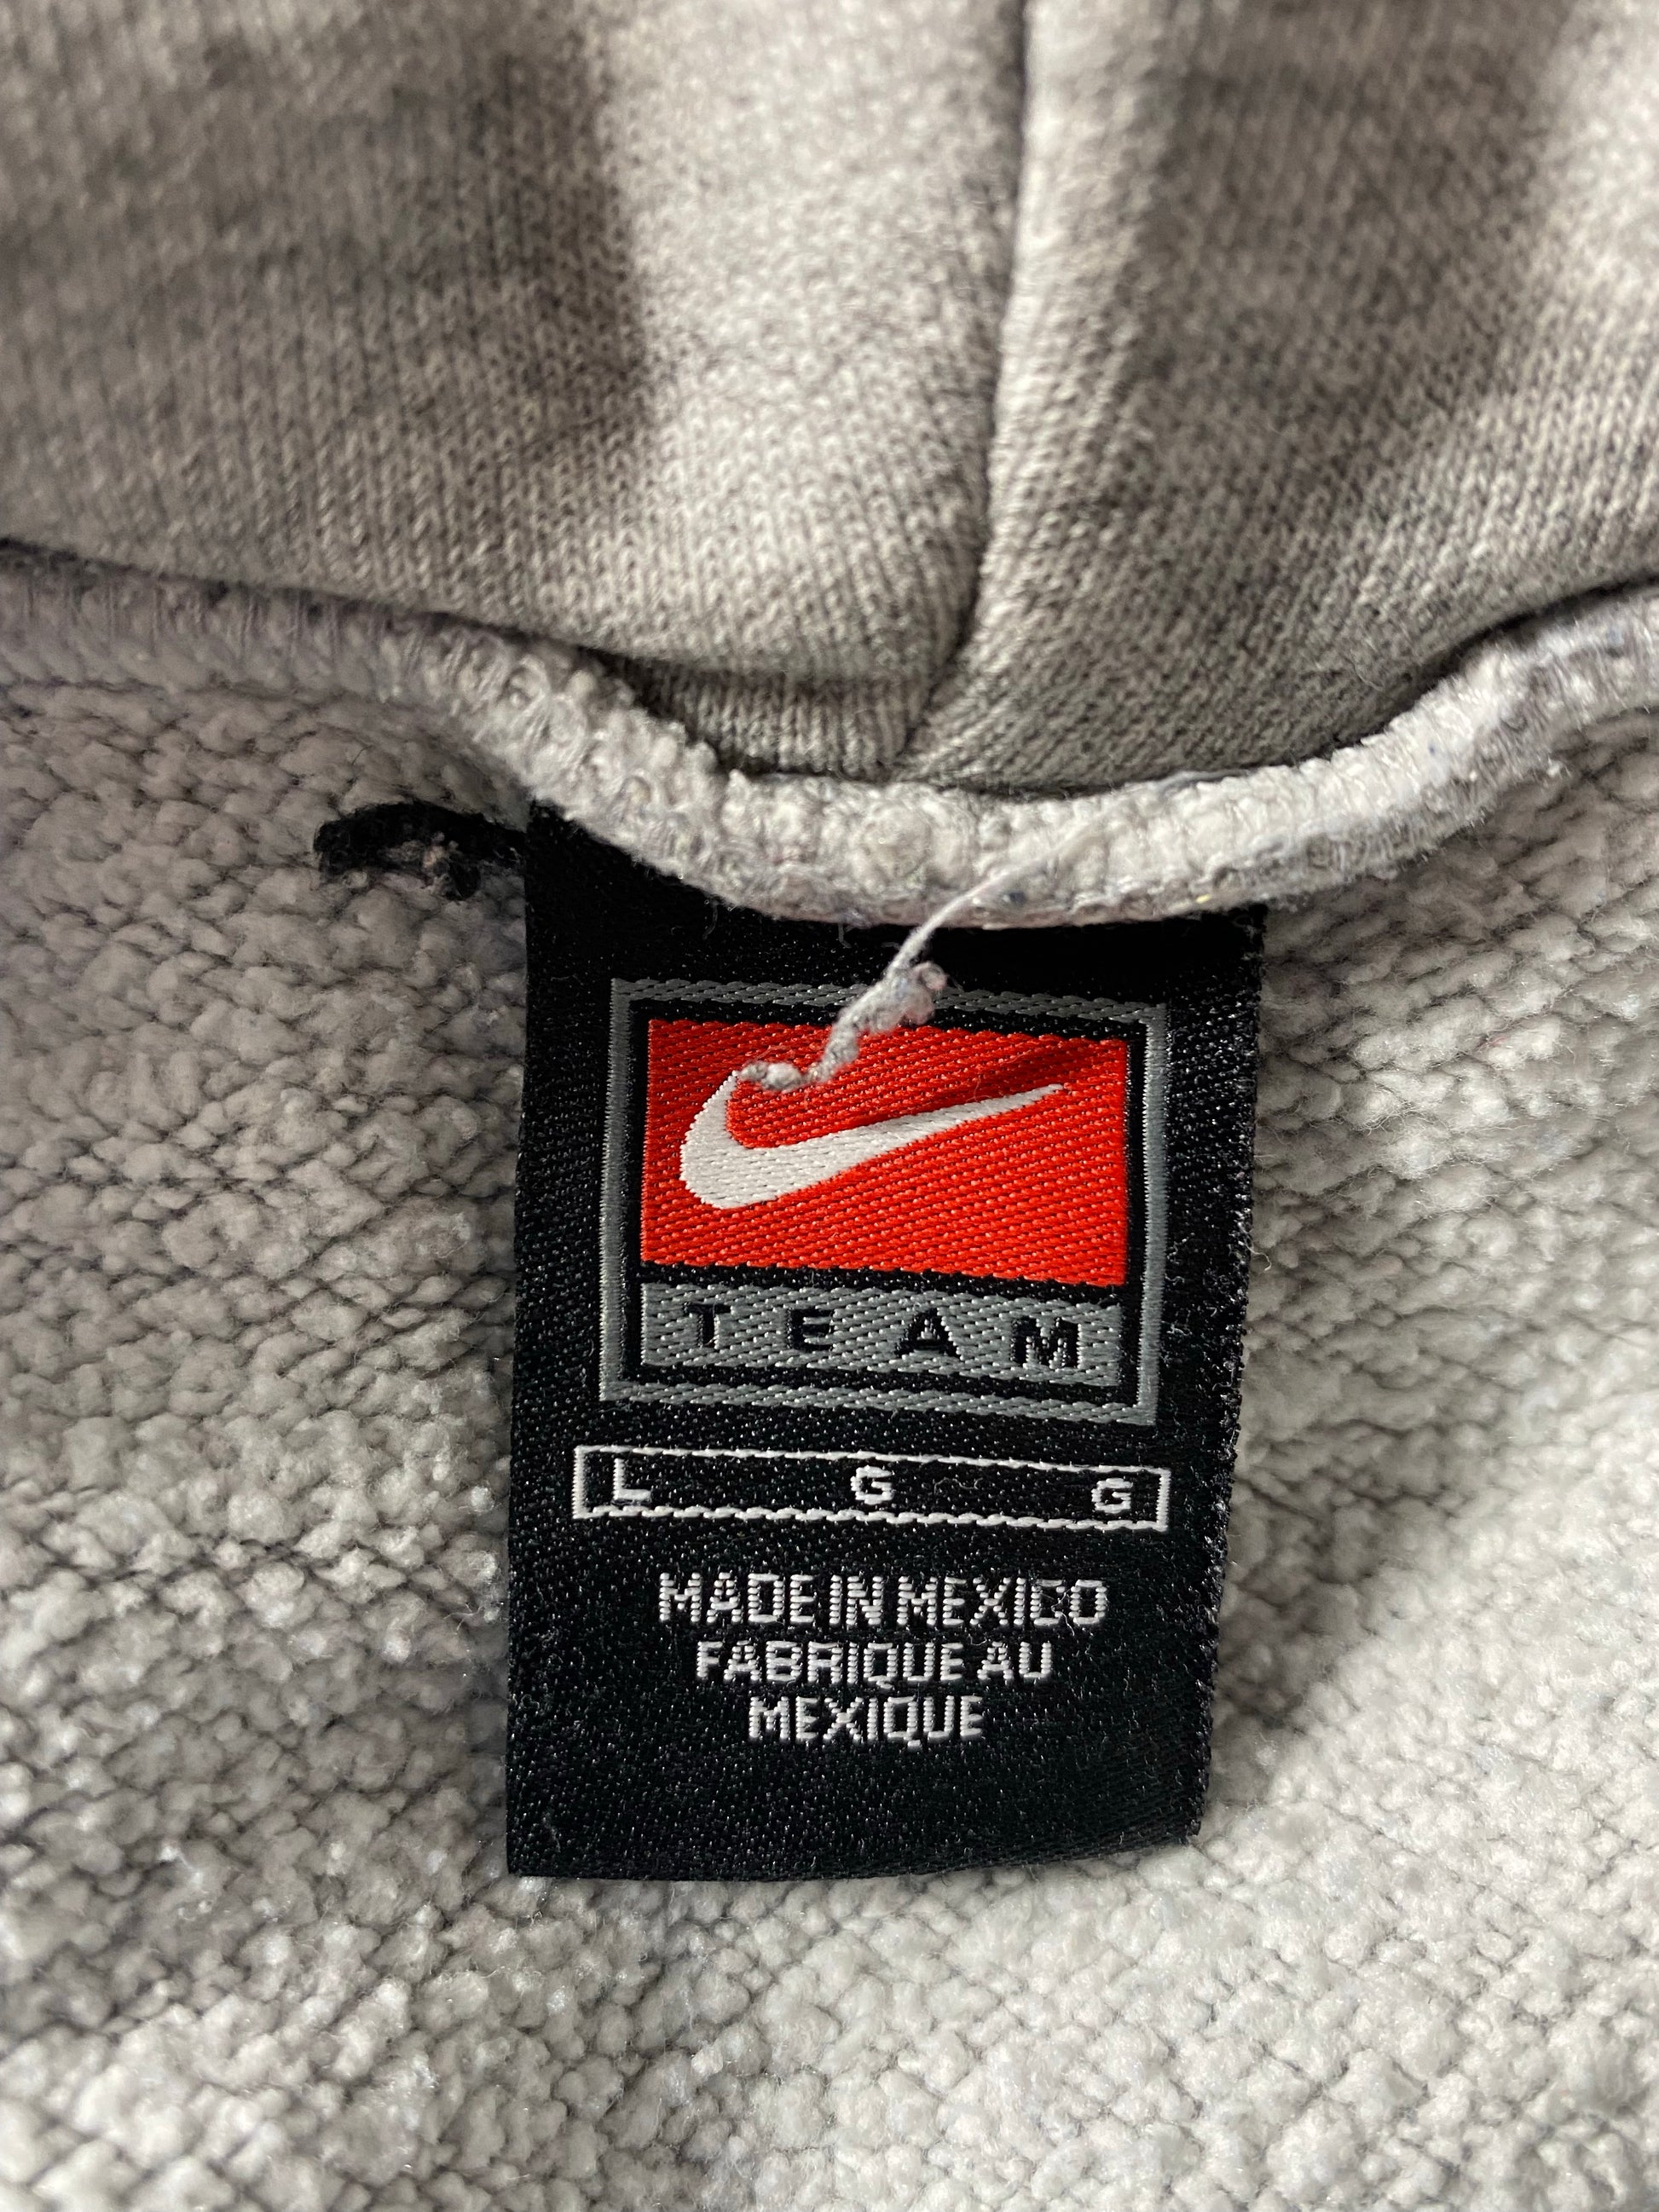 TEAM
L G G
MADE IN MEXICO
FABRIQUE AU
MEXIQUE